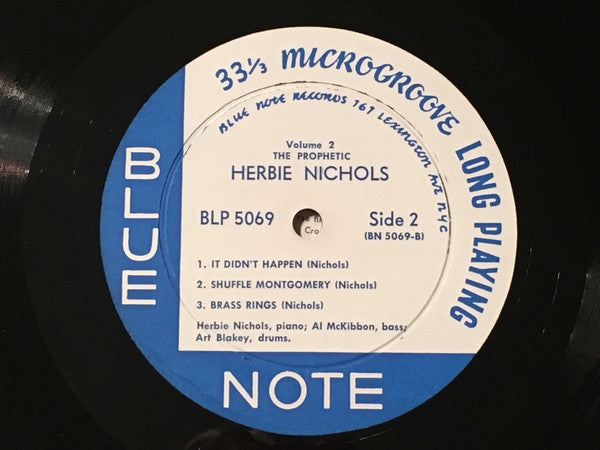 33⅓ MICROGROOVE LONG PLAYING
BLUE NOTE RECORDS 767 LEXINGTON AVE NYC
Volume 2
THE PROPHETIC
HERBIE NICHOLS
BLP 5069
Side 2
(BN 5069-B)
1. IT DIDN'T HAPPEN (Nichols)
2. SHUFFLE MONTGOMERY (Nichols)
3. BRASS RINGS (Nichols)
Herbie Nichols, piano; Al McKibbon, bass;
Art Blakey, drums.
BLUE
NOTE